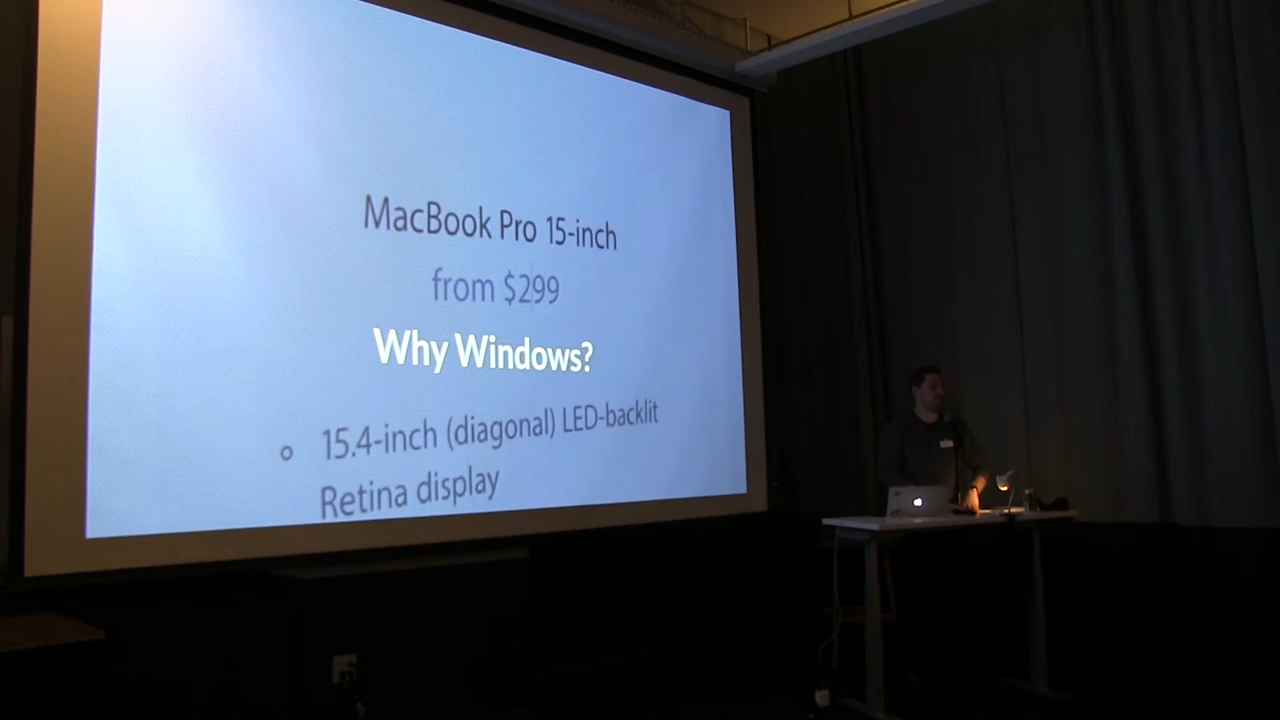 MacBook Pro 15-inch
from $299
Why Windows?
15.4-inch (diagonal) LED-backlit
Retina display